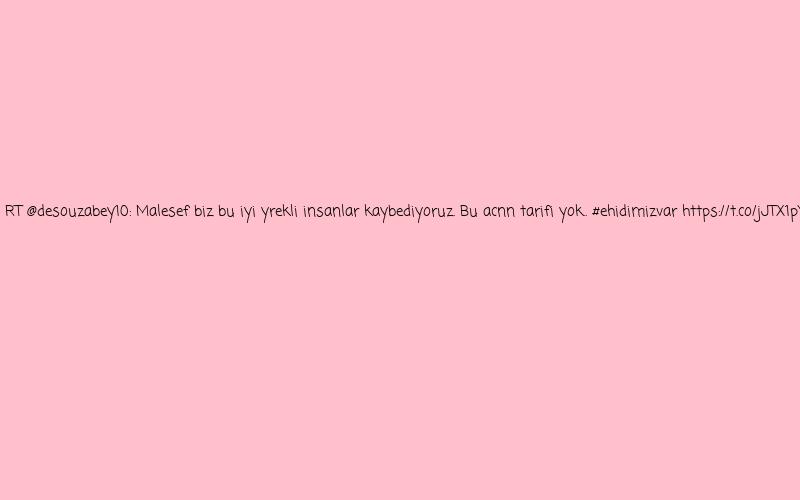 RT @desouzabey10: Malesef biz bu iyi yrekli insanlar kaybediyoruz. Bu acnn tarifi yok.. #ehidimizvar https://t.co/jJTX1pY